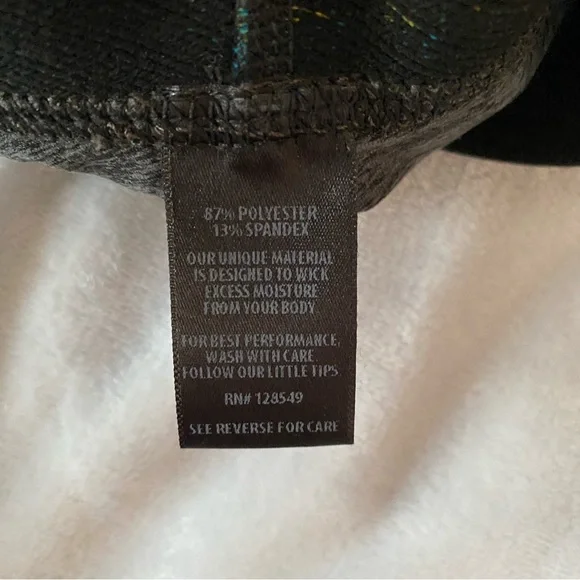 87% POLYESTER
13% SPANDEX
OUR UNIQUE MATERIAL
IS DESIGNED TO WICK
EXCESS MOISTURE
FROM YOUR BODY
FOR BEST PERFORMANCE,
WASH WITH CARE
FOLLOW OUR LITTLE TIPS
RN# 128549
SEE REVERSE FOR CARE